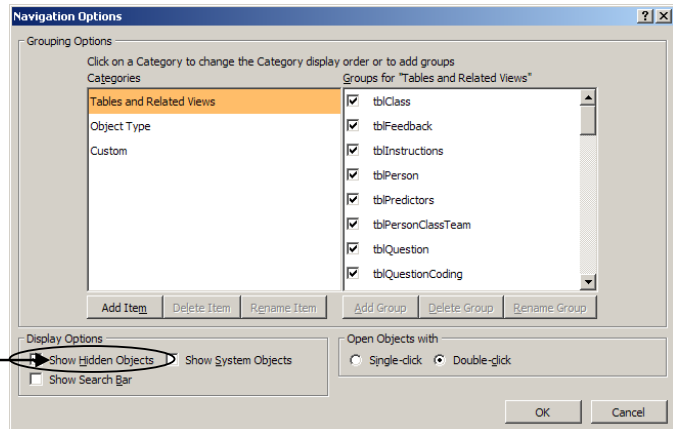 Navigation Options
Grouping Options
Click on a Category to change the Category display order or to add groups
Categories
Groups for "Tables and Related Views"
Tables and Related Views
Object Type
Custom
tblClass
tblFeedback
tblInstructions
tblPerson
tblPredictors
tblPersonClassTeam
tblQuestion
tblQuestionCoding
Add Item Delete Item Rename Item
Add Group Delete Group Rename Group
Display Options
Show Hidden Objects Show System Objects
Show Search Bar
Open Objects with
Single-click Double-click
OK Cancel